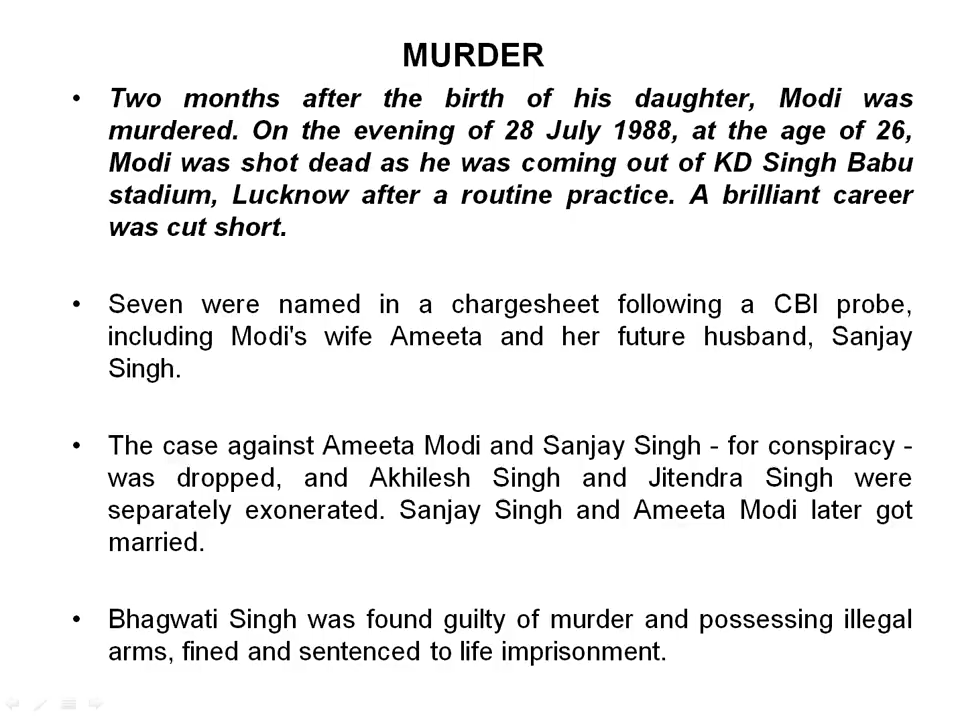 MURDER
• Two months after the birth of his daughter, Modi was
murdered. On the evening of 28 July 1988, at the age of 26,
Modi was shot dead as he was coming out of KD Singh Babu
stadium, Lucknow after a routine practice. A brilliant career
was cut short.
• Seven were named in a chargesheet following a CBI probe,
including Modi's wife Ameeta and her future husband, Sanjay
Singh.
• The case against Ameeta Modi and Sanjay Singh - for conspiracy -
was dropped, and Akhilesh Singh and Jitendra Singh were
separately exonerated. Sanjay Singh and Ameeta Modi later got
married.
• Bhagwati Singh was found guilty of murder and possessing illegal
arms, fined and sentenced to life imprisonment.